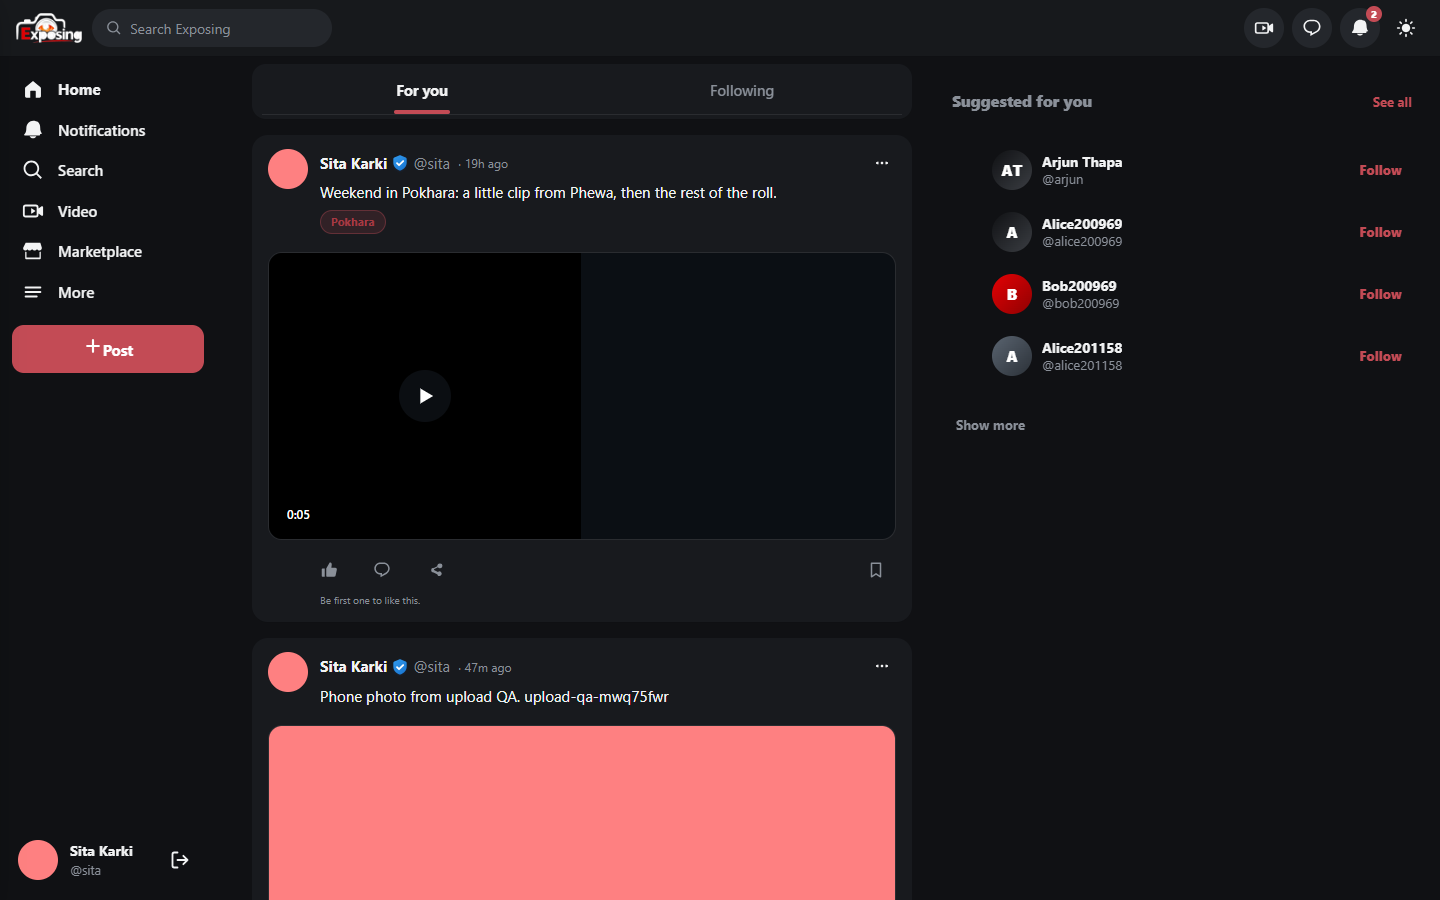 Exposing
Search Exposing
2
Home
Notifications
Search
Video
Marketplace
More
+ Post
Sita Karki
@sita
For you
Following
Sita Karki @sita · 19h ago
Weekend in Pokhara: a little clip from Phewa, then the rest of the roll.
Pokhara
0:05
Be first one to like this.
Sita Karki @sita · 47m ago
Phone photo from upload QA. upload-qa-mwq75fwr
Suggested for you
See all
AT
Arjun Thapa
@arjun
Follow
A
Alice200969
@alice200969
Follow
B
Bob200969
@bob200969
Follow
A
Alice201158
@alice201158
Follow
Show more